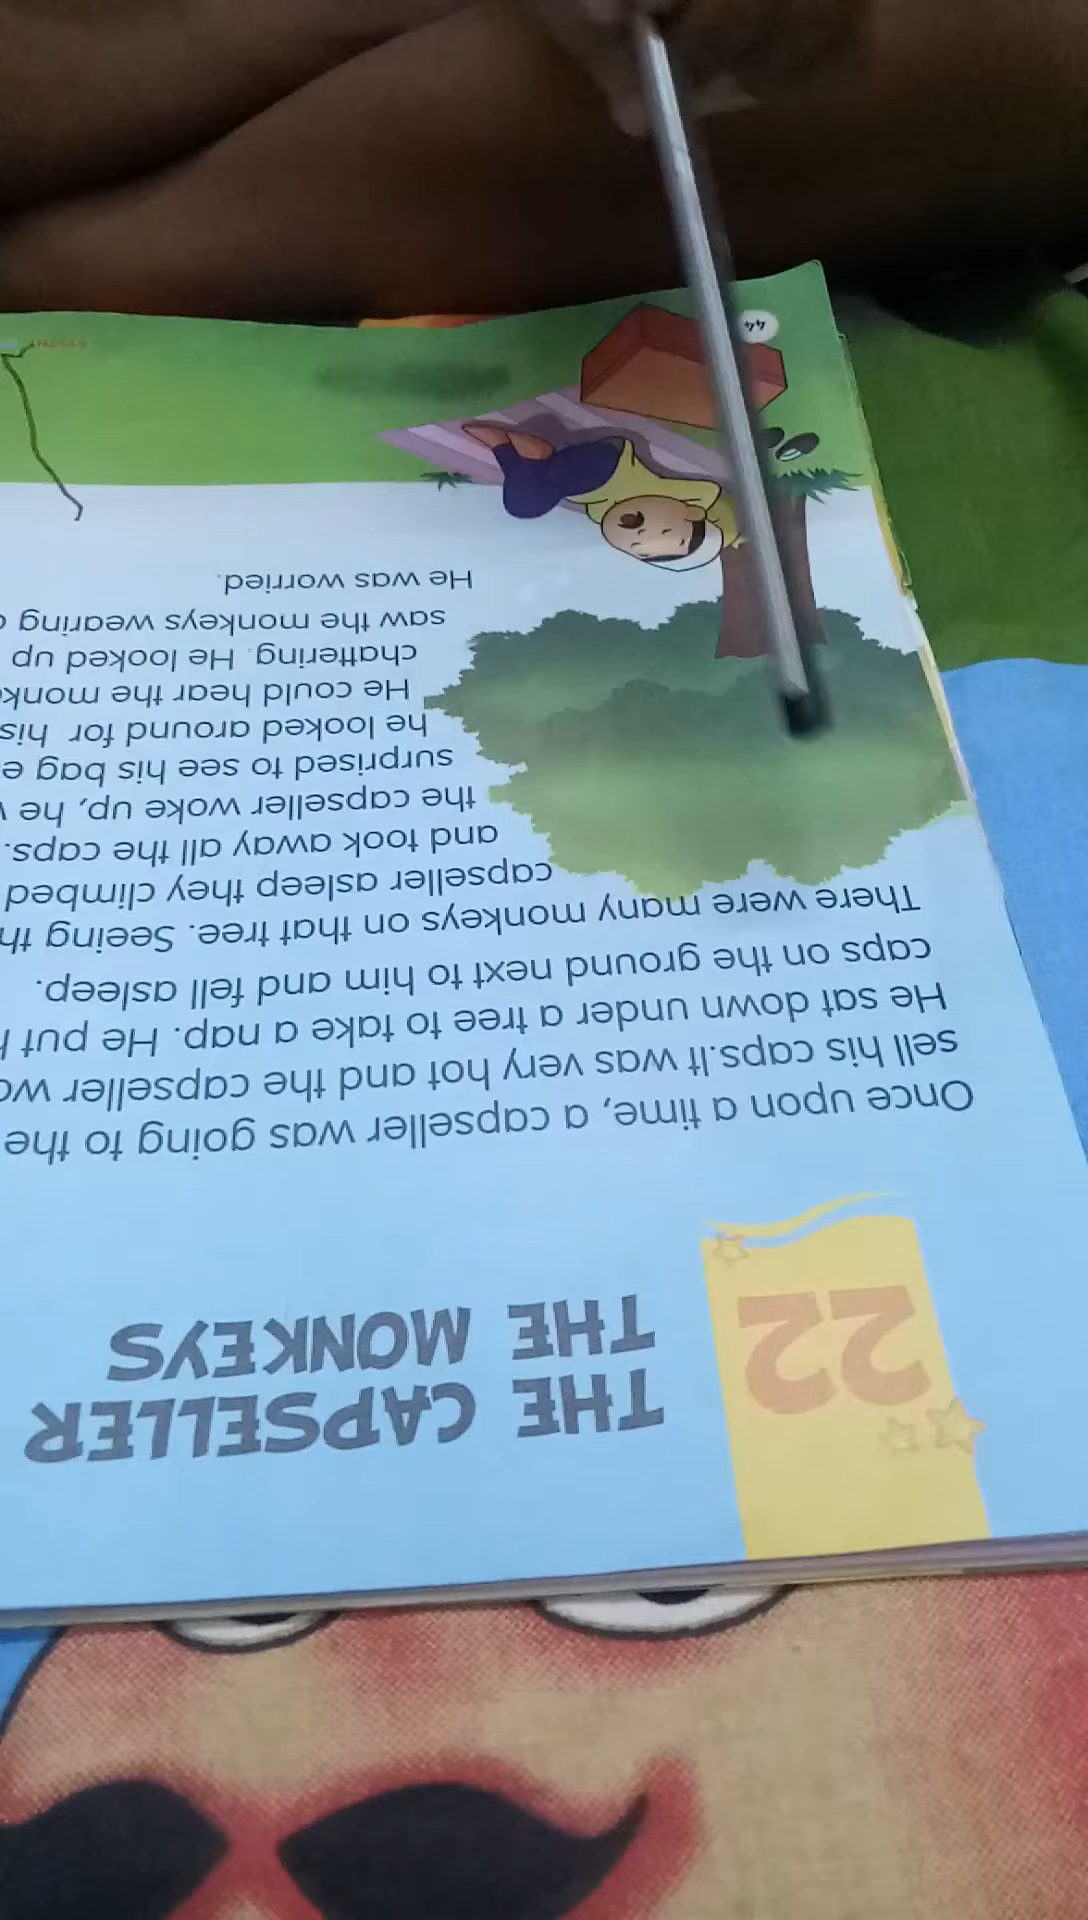 22
THE CAPSELLER
THE MONKEYS
Once upon a time, a capseller was going to the
sell his caps.It was very hot and the capseller
He sat down under a tree to take a nap. He put
caps on the ground next to him and fell asleep.
There were many monkeys on that tree. Seeing
capseller asleep they climbed
and took away all the caps.
the capseller woke up, he
surprised to see his bag
he looked around for his
He could hear the
chattering. He looked up
saw the monkeys wearing
He was worried.
44